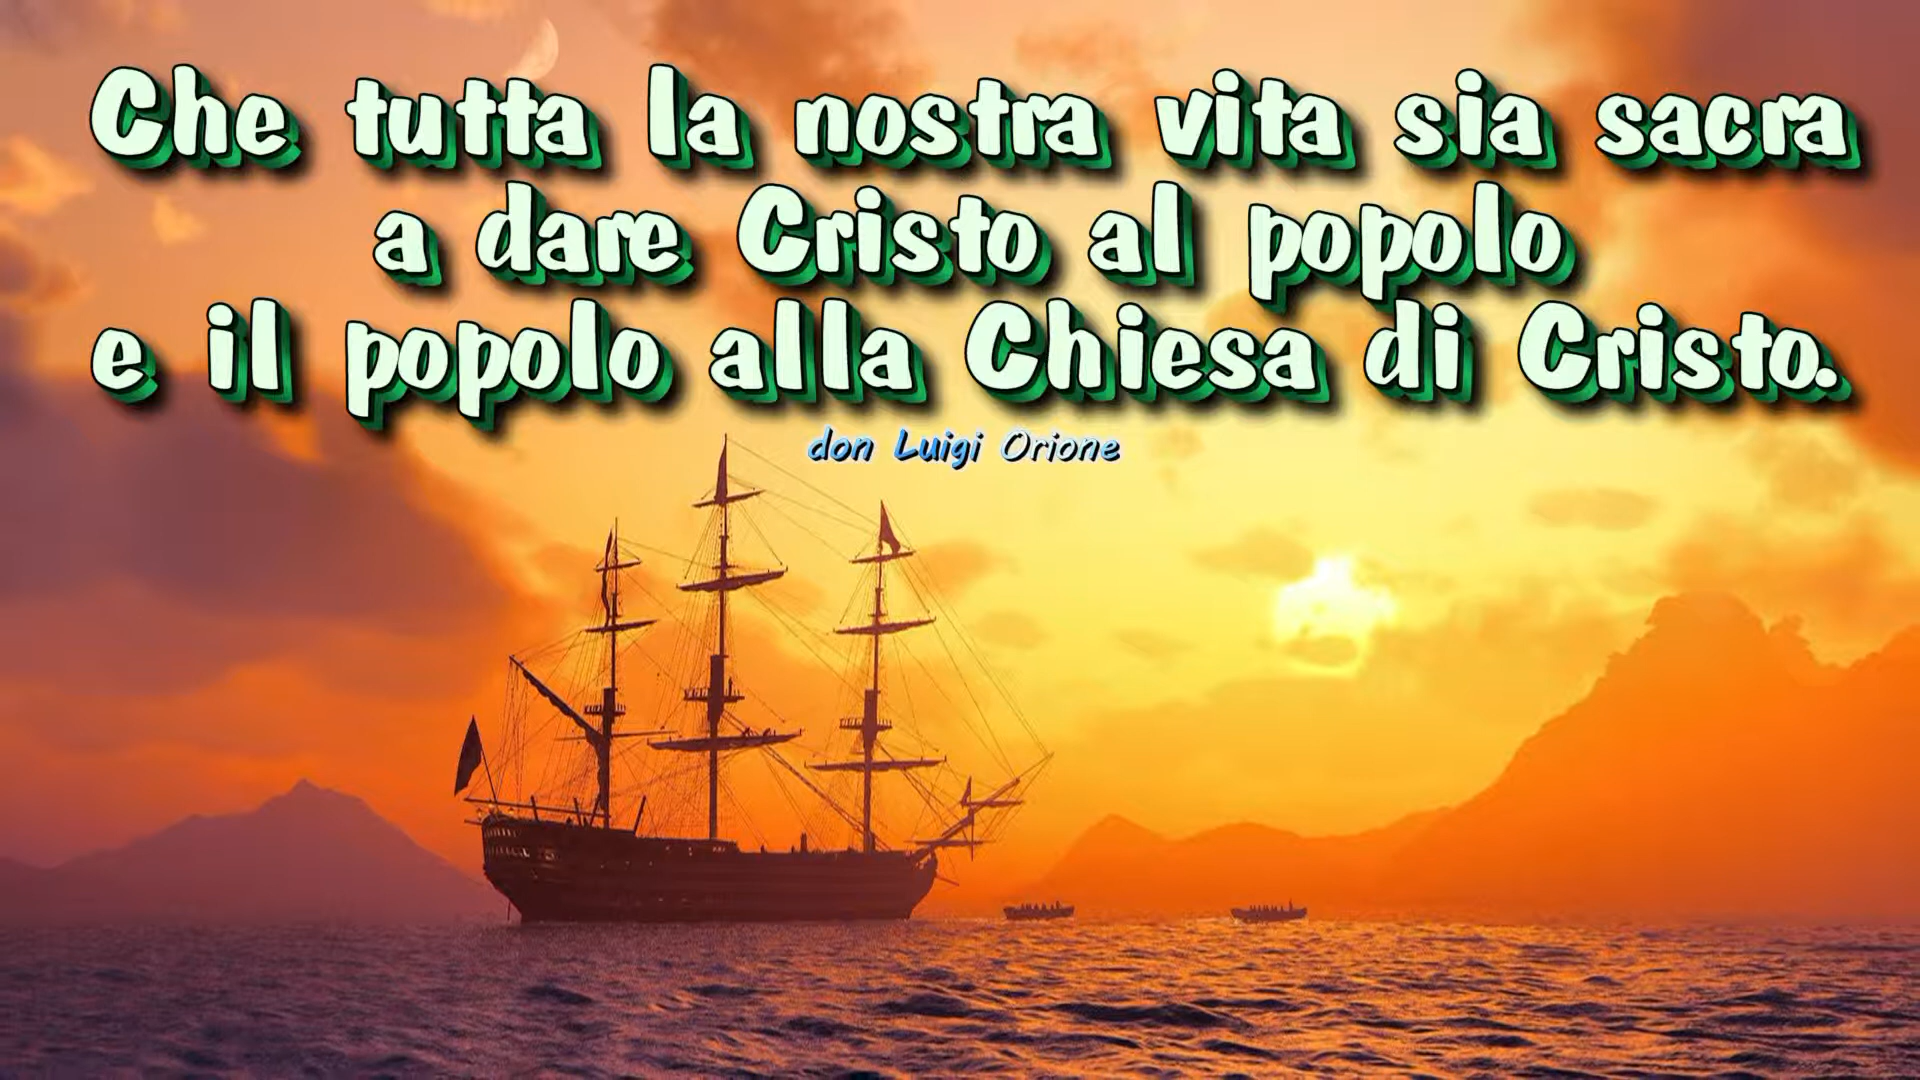 Che tutta la nostra vita sia sacra
a dare Cristo al popolo
e il popolo alla Chiesa di Cristo.
don Luigi Orione